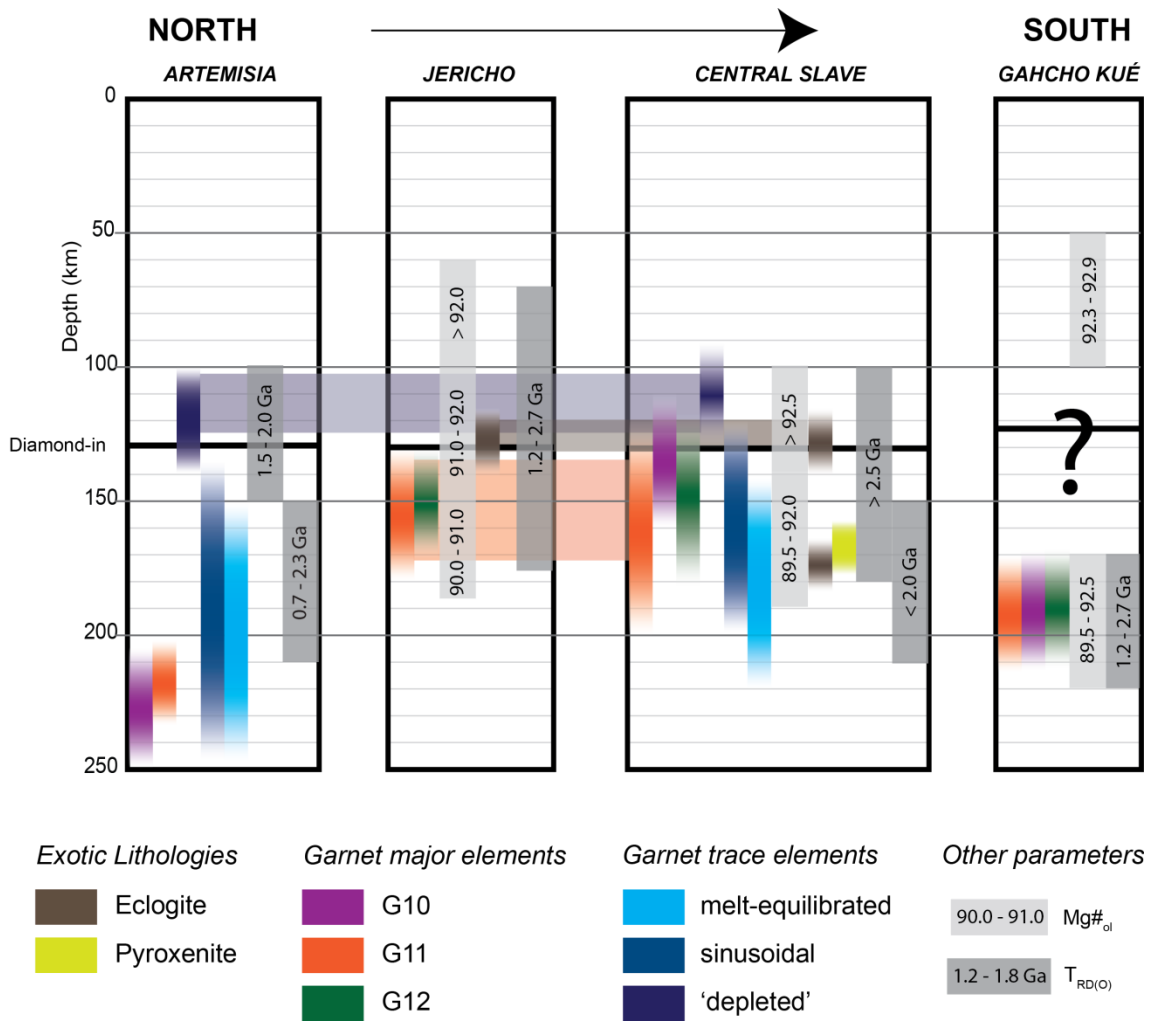 NORTH
SOUTH
ARTEMISIA
JERICHO
CENTRAL SLAVE
GAHCHO KUÉ
Depth (km)
0
50
100
Diamond-in
150
200
250
1.5 - 2.0 Ga
0.7 - 2.3 Ga
> 92.0
91.0 - 92.0
90.0 - 91.0
1.2 - 2.7 Ga
> 92.5
89.5 - 92.0
> 2.5 Ga
< 2.0 Ga
92.3 - 92.9
?
89.5 - 92.5
1.2 - 2.7 Ga
Exotic Lithologies
Eclogite
Pyroxenite
Garnet major elements
G10
G11
G12
Garnet trace elements
melt-equilibrated
sinusoidal
‘depleted’
Other parameters
90.0 - 91.0 Mg#ol
1.2 - 1.8 Ga TRD(O)